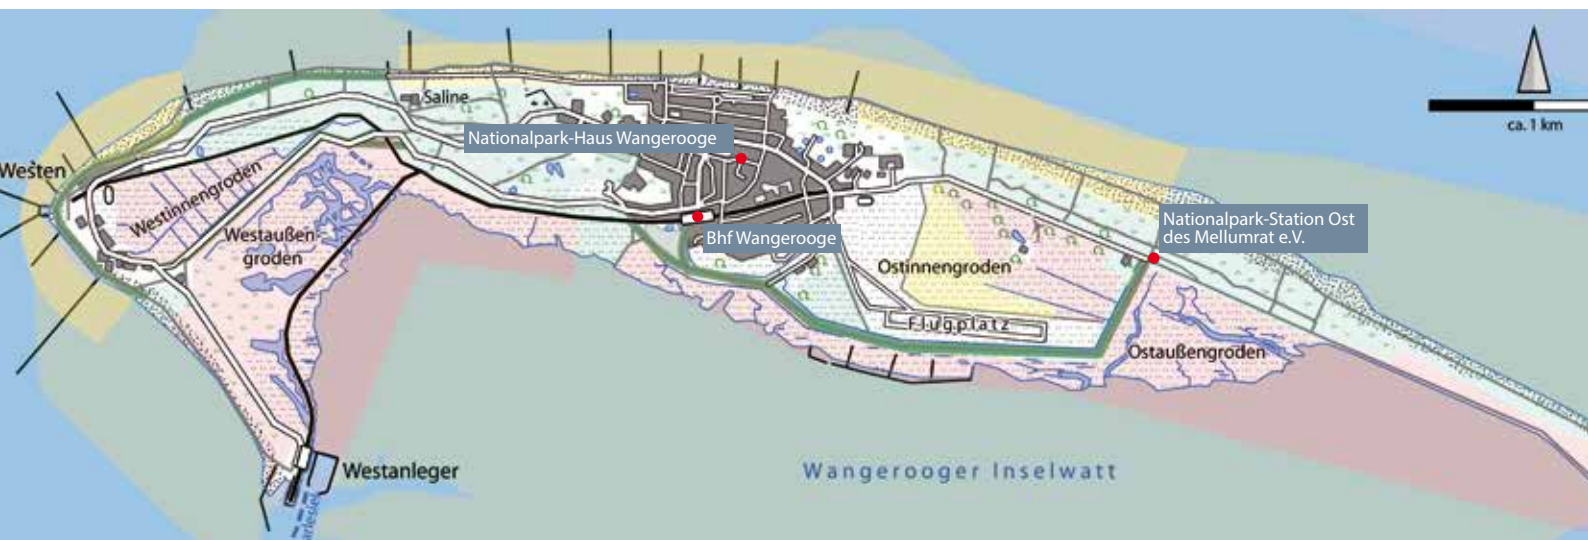 Saline
ca. 1 km
Nationalpark-Haus Wangerooge
Westen
Westinnengroden
Nationalpark-Station Ost
des Mellumrat e.V.
Westaußen-
groden
Bhf Wangerooge
Ostinnengroden
Flugplatz
Ostaußengroden
Westanleger
Wangerooger Inselwatt